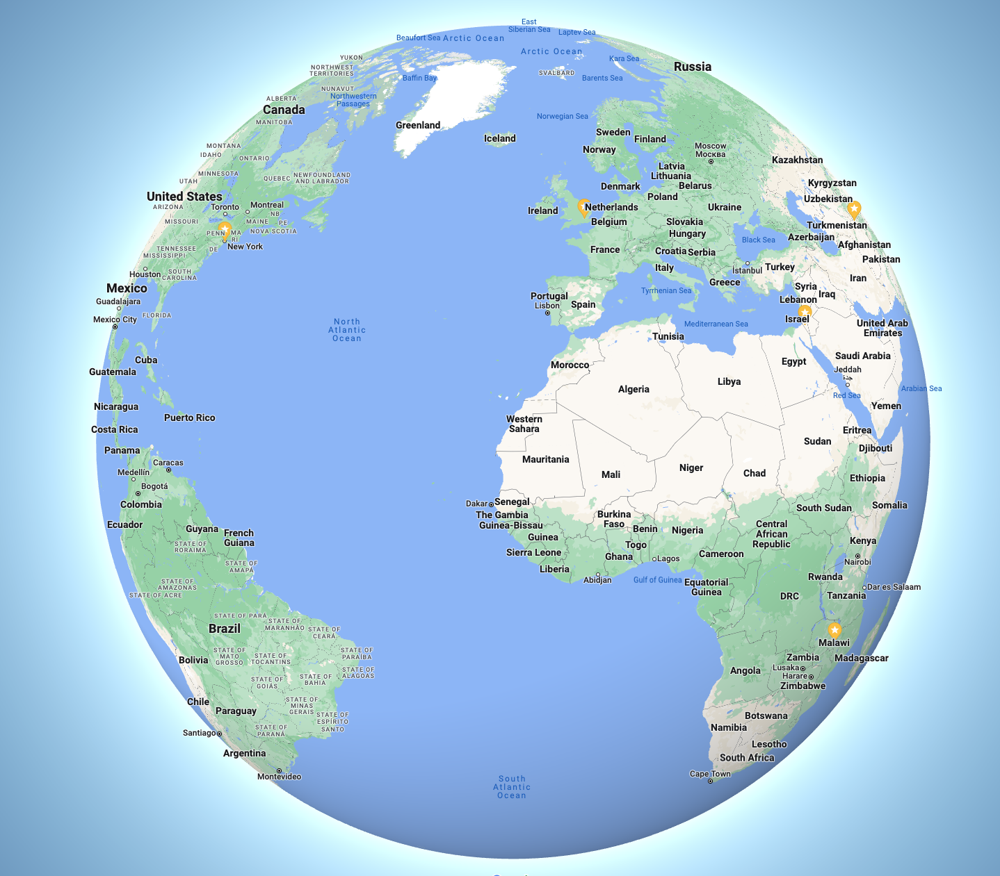 East
Siberian Sea
Laptev Sea
Beaufort Sea
Arctic Ocean
Arctic Ocean
YUKON
Kara Sea
Russia
NORTHWEST
TERRITORIES
SVALBARD
Baffin Bay
Barents Sea
NUNAVUT
Northwestern
Passages
ALBERTA
Canada
MANITOBA
Norwegian Sea
Greenland
Iceland
Sweden
Finland
Norway
MONTANA
IDAHO
ONTARIO
Moscow
Москва
Kazakhstan
MINNESOTA
UTAH
QUEBEC
NEWFOUNDLAND
AND LABRADOR
Latvia
Lithuania
Belarus
Denmark
Kyrgyzstan
United States
Poland
Uzbekistan
ARIZONA
Toronto
Montreal
NB
PE
Ireland
Netherlands
Ukraine
MISSOURI
MAINE
NOVA SCOTIA
Belgium
Slovakia
Turkmenistan
PENN
MA
RI
Hungary
Black Sea
Azerbaijan
New York
DE
TENNESSEE
MISSISSIPPI
France
Croatia
Serbia
Afghanistan
Pakistan
Houston
SOUTH
CAROLINA
Italy
İstanbul
Turkey
Iran
Mexico
Greece
Syria
Iraq
Guadalajara
Portugal
Lisbon
Spain
Tyrrhenian Sea
Lebanon
Mexico City
FLORIDA
North
Atlantic
Ocean
Mediterranean Sea
Israel
United Arab
Emirates
Tunisia
Cuba
Guatemala
Morocco
Egypt
Saudi Arabia
Jeddah
جدة
Algeria
Libya
Red Sea
Arabian Sea
Nicaragua
Yemen
Puerto Rico
Western
Sahara
Costa Rica
Eritrea
Sudan
Djibouti
Panama
Caracas
Mauritania
Mali
Niger
Chad
Medellín
Ethiopia
Bogotá
Colombia
Dakar
Senegal
The Gambia
Guinea-Bissau
Burkina
Faso
South Sudan
Somalia
Ecuador
Guyana
French
Guiana
Guinea
Benin
Nigeria
Central
African
Republic
Kenya
STATE OF
RORAIMA
Togo
Sierra Leone
Ghana
Lagos
Cameroon
Nairobi
STATE OF
AMAPÁ
Liberia
Abidjan
Gulf of Guinea
Equatorial
Guinea
Rwanda
STATE OF
AMAZONAS
STATE OF ACRE
DRC
Tanzania
Dar es Salaam
STATE OF PARÁ
STATE OF
MARANHÃO
Brazil
STATE OF
CEARÁ
Malawi
STATE OF
PARAÍBA
Bolivia
STATE OF
MATO
GROSSO
STATE OF
TOCANTINS
Zambia
Madagascar
STATE OF
ALAGOAS
STATE OF
GOIÁS
STATE OF
BAHIA
Angola
Lusaka
Harare
Zimbabwe
Chile
Paraguay
STATE OF
MINAS
GERAIS
STATE OF
ESPÍRITO
SANTO
Botswana
Namibia
Santiago
STATE OF
PARANÁ
Lesotho
Argentina
South Africa
Montevideo
Cape Town
South
Atlantic
Ocean